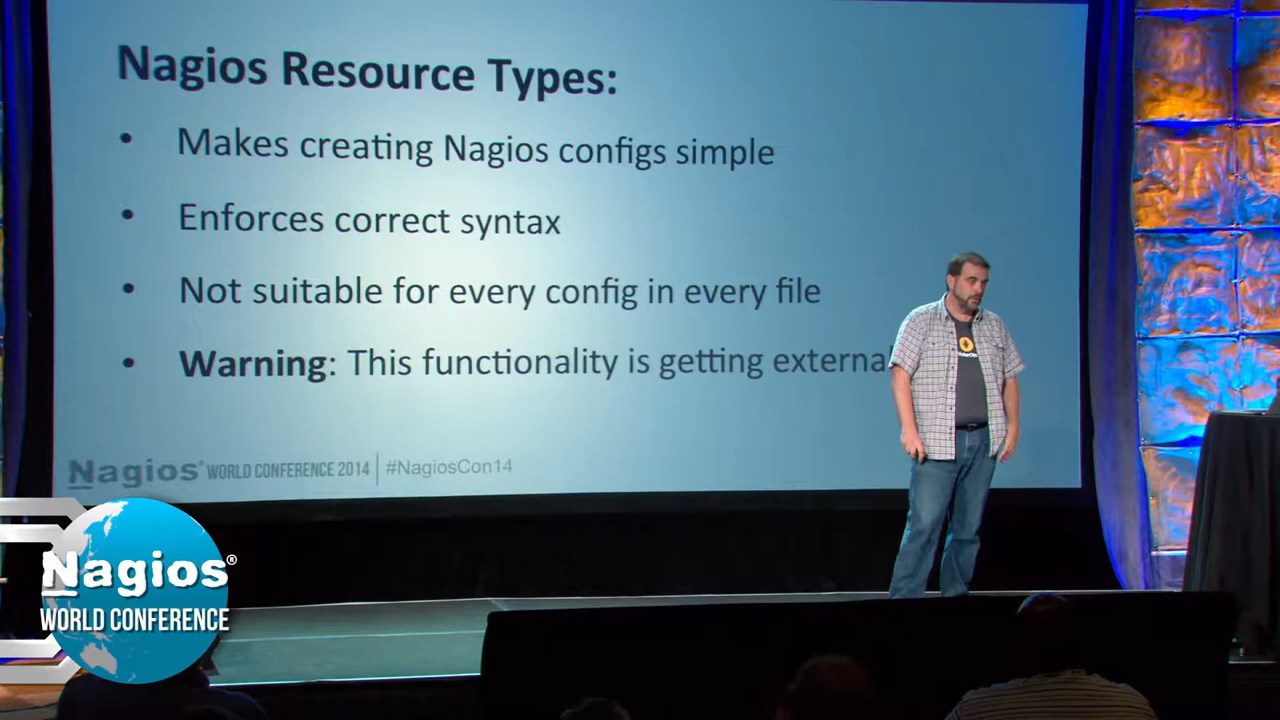 Nagios Resource Types:
• Makes creating Nagios configs simple
• Enforces correct syntax
• Not suitable for every config in every file
• Warning: This functionality is getting external
Nagios® WORLD CONFERENCE 2014 | #NagiosCon14
Nagios®
WORLD CONFERENCE